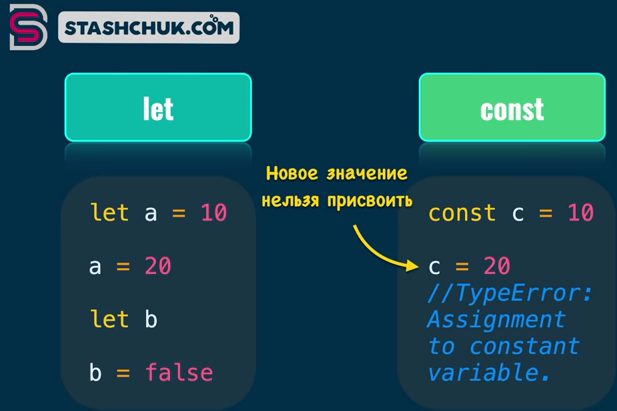 STASHCHUK.COM
let
const
Новое значение
нельзя присвоить
let a = 10
a = 20
let b
b = false
const c = 10
c = 20
//TypeError:
Assignment
to constant
variable.